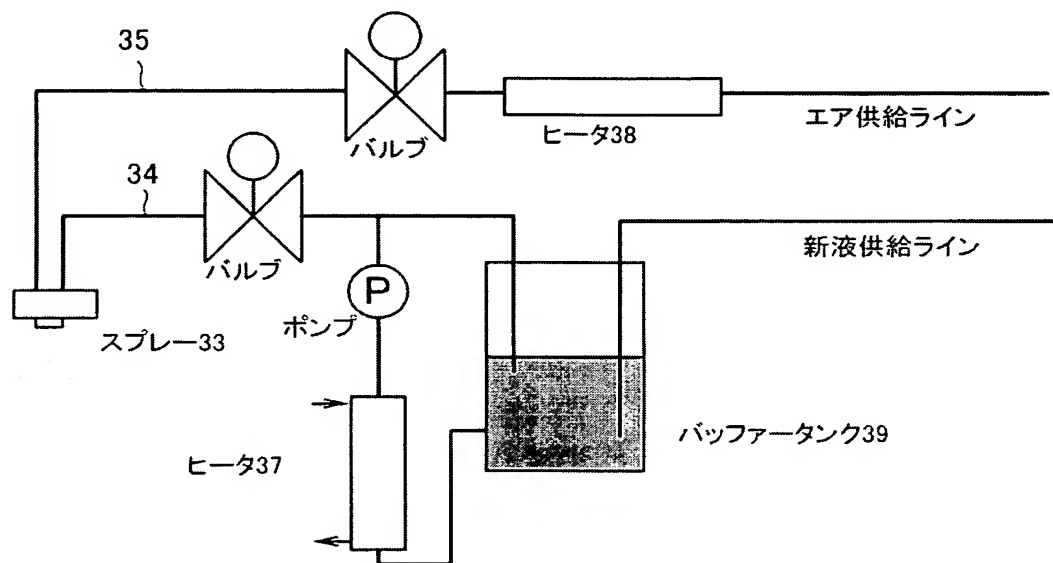 35
バルブ
ヒータ38
エア供給ライン
34
バルブ
新液供給ライン
P
ポンプ
スプレー33
バッファータンク39
ヒータ37